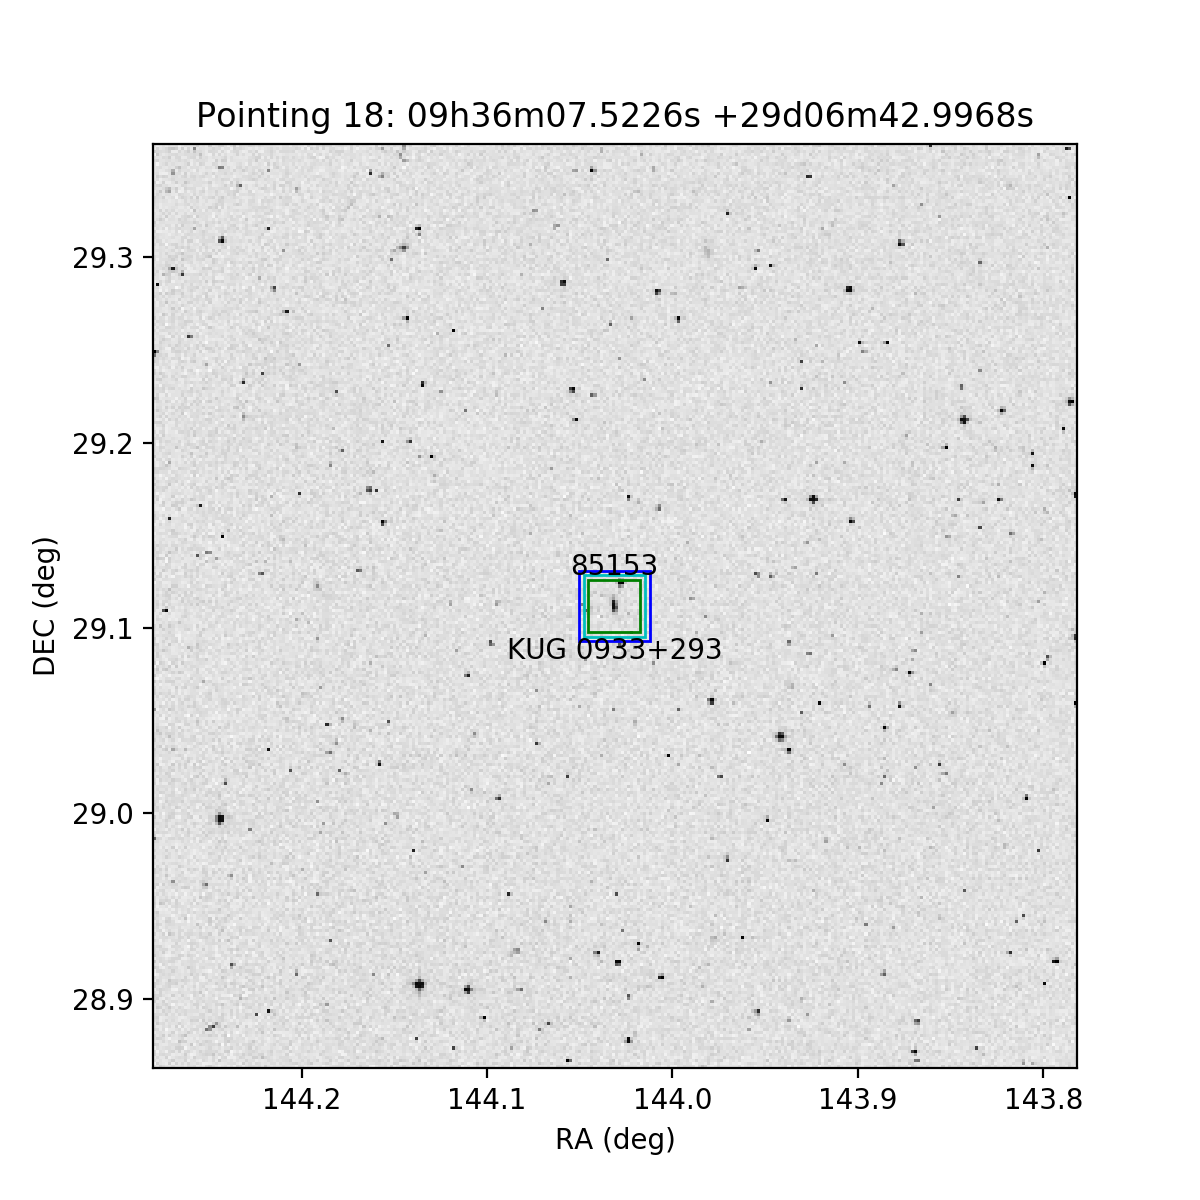 Pointing 18: 09h36m07.5226s +29d06m42.9968s
29.3
29.2
29.1
29.0
28.9
DEC (deg)
85153
KUG 0933+293
144.2 144.1 144.0 143.9 143.8
RA (deg)